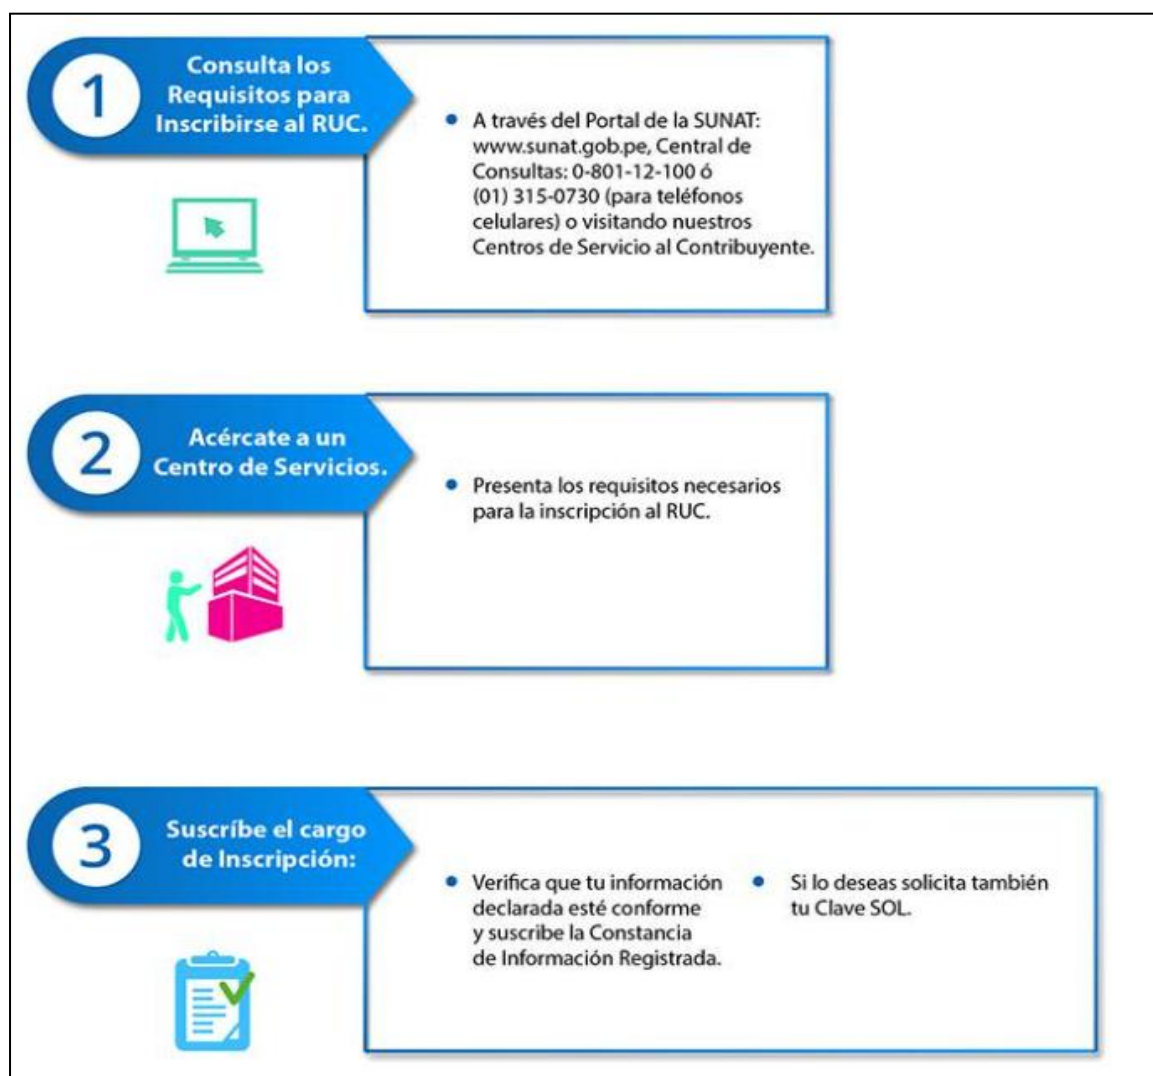 1
Consulta los
Requisitos para
Inscribirse al RUC.
• A través del Portal de la SUNAT:
www.sunat.gob.pe, Central de
Consultas: 0-801-12-100 ó
(01) 315-0730 (para teléfonos
celulares) o visitando nuestros
Centros de Servicio al Contribuyente.
2
Acércate a un
Centro de Servicios.
• Presenta los requisitos necesarios
para la inscripción al RUC.
3
Suscríbe el cargo
de Inscripción:
• Verifica que tu información
declarada esté conforme
y suscribe la Constancia
de Información Registrada.
• Si lo deseas solicita también
tu Clave SOL.